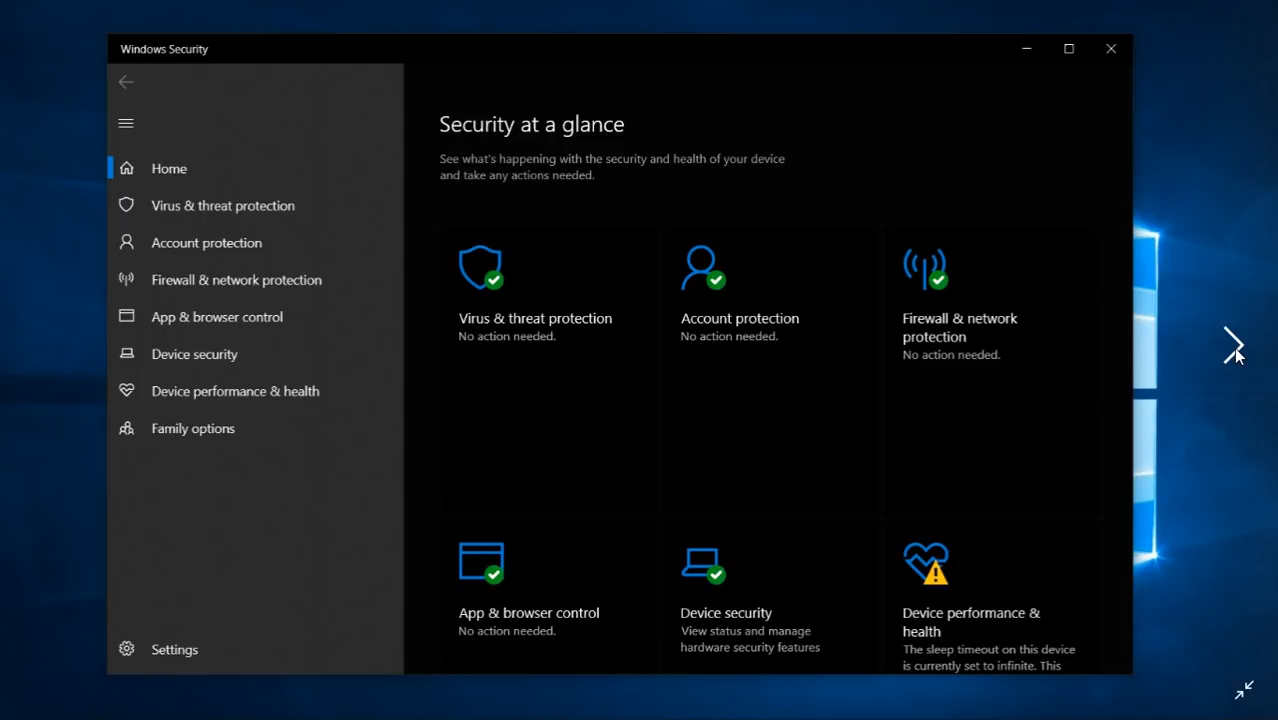 Windows Security
Home
Virus & threat protection
Account protection
Firewall & network protection
App & browser control
Device security
Device performance & health
Family options
Settings
Security at a glance
See what's happening with the security and health of your device
and take any actions needed.
Virus & threat protection
No action needed.
Account protection
No action needed.
Firewall & network
protection
No action needed.
App & browser control
No action needed.
Device security
View status and manage
hardware security features
Device performance &
health
The sleep timeout on this device
is currently set to infinite. This